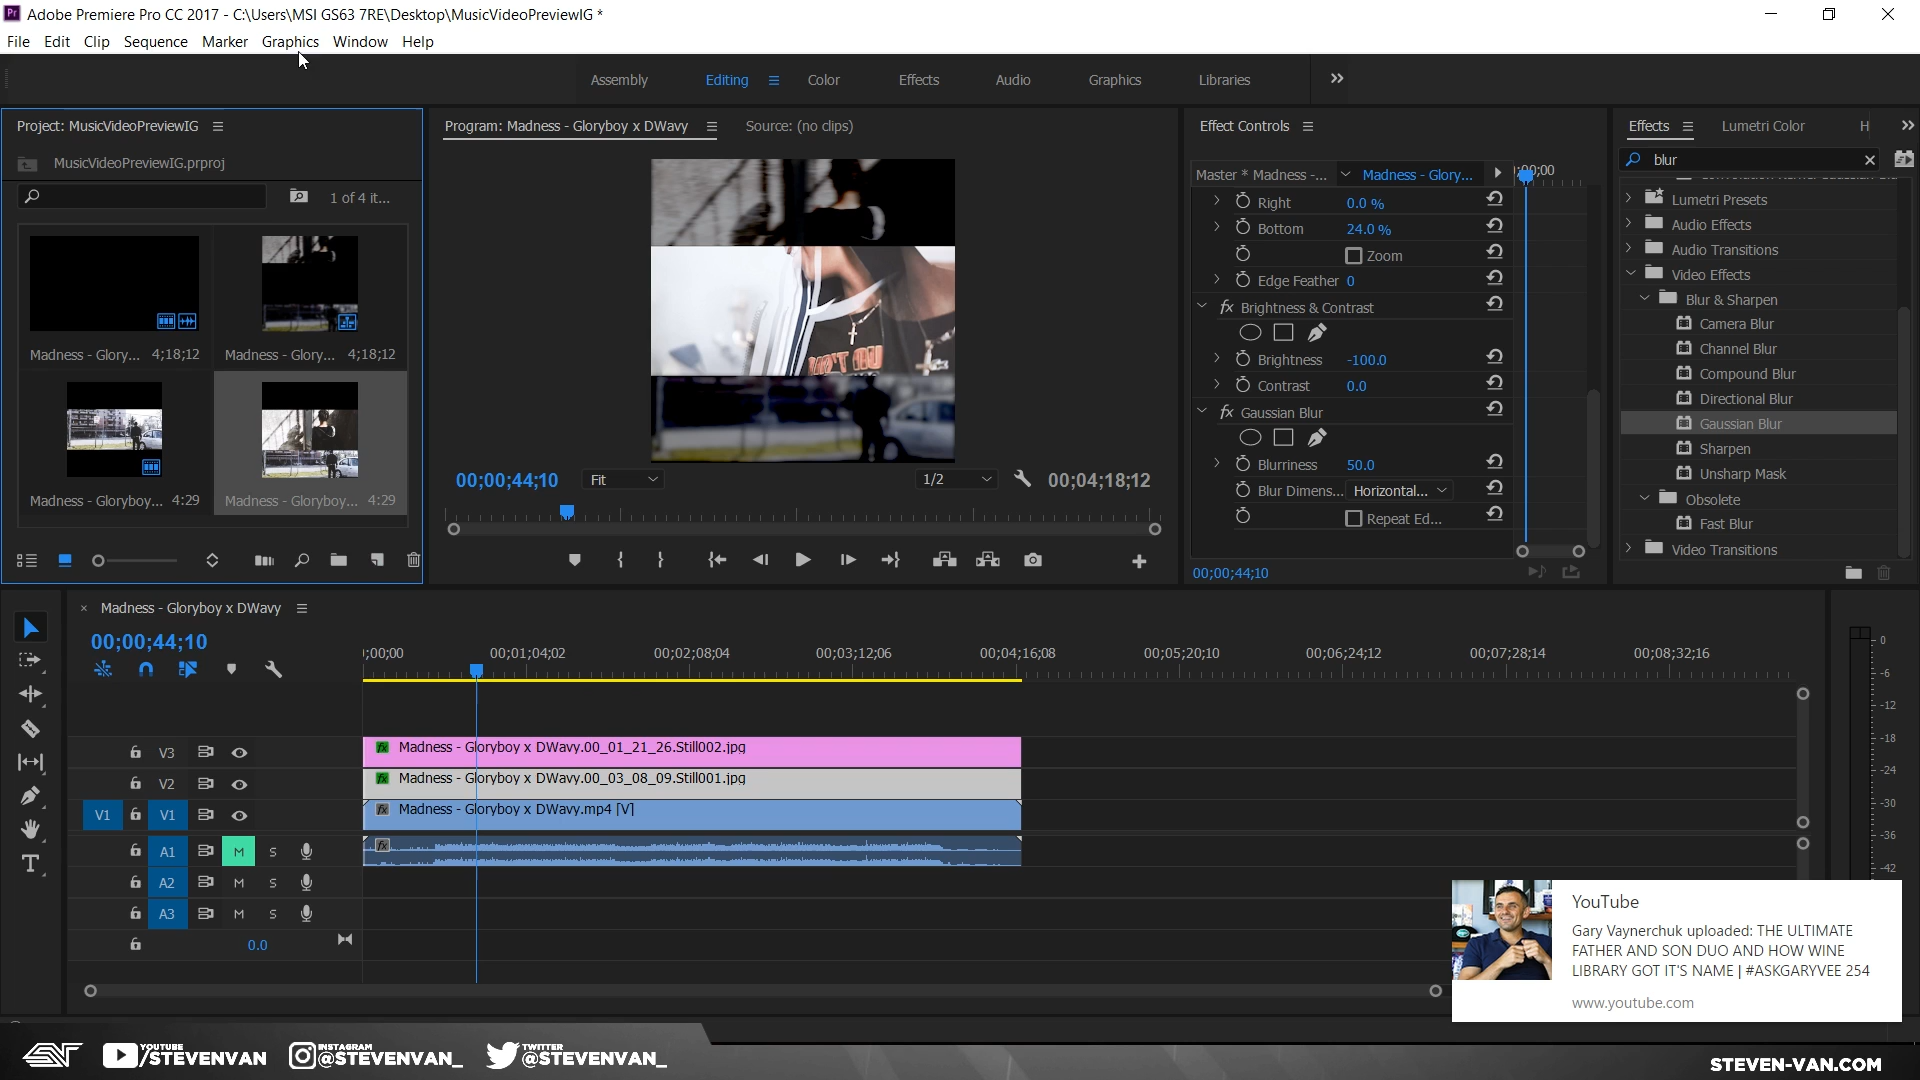 Adobe Premiere Pro CC 2017 - C:\Users\MSI GS63 7RE\Desktop\MusicVideoPreviewIG *
File Edit Clip Sequence Marker Graphics Window Help
Assembly Editing Color Effects Audio Graphics Libraries
Project: MusicVideoPreviewIG
MusicVideoPreviewIG.prproj
1 of 4 it...
Madness - Glory... 4;18;12
Madness - Glory... 4;18;12
Madness - Gloryboy... 4:29
Madness - Gloryboy... 4:29
Program: Madness - Gloryboy x DWavy
Source: (no clips)
00;00;44;10
Fit
1/2
00;04;18;12
Effect Controls
Master * Madness -...
Madness - Glory...
;00;00
Right 0.0 %
Bottom 24.0 %
Zoom
Edge Feather 0
fx Brightness & Contrast
Brightness -100.0
Contrast 0.0
fx Gaussian Blur
Blurriness 50.0
Blur Dimens... Horizontal...
Repeat Ed...
00;00;44;10
Effects
Lumetri Color
H
blur
Lumetri Presets
Audio Effects
Audio Transitions
Video Effects
Blur & Sharpen
Camera Blur
Channel Blur
Compound Blur
Directional Blur
Gaussian Blur
Sharpen
Unsharp Mask
Obsolete
Fast Blur
Video Transitions
× Madness - Gloryboy x DWavy
00;00;44;10
;00;00 00;01;04;02 00;02;08;04 00;03;12;06 00;04;16;08 00;05;20;10 00;06;24;12 00;07;28;14 00;08;32;16
V3
fx Madness - Gloryboy x DWavy.00_01_21_26.Still002.jpg
V2
fx Madness - Gloryboy x DWavy.00_03_08_09.Still001.jpg
V1 V1
fx Madness - Gloryboy x DWavy.mp4 [V]
A1 M S
fx
A2 M S
A3 M S
0.0
0
-6
-12
-18
-24
-30
-36
-42
YouTube
Gary Vaynerchuk uploaded: THE ULTIMATE
FATHER AND SON DUO AND HOW WINE
LIBRARY GOT IT'S NAME | #ASKGARYVEE 254
www.youtube.com
YOUTUBE
/STEVENVAN
INSTAGRAM
@STEVENVAN_
TWITTER
@STEVENVAN_
STEVEN-VAN.COM